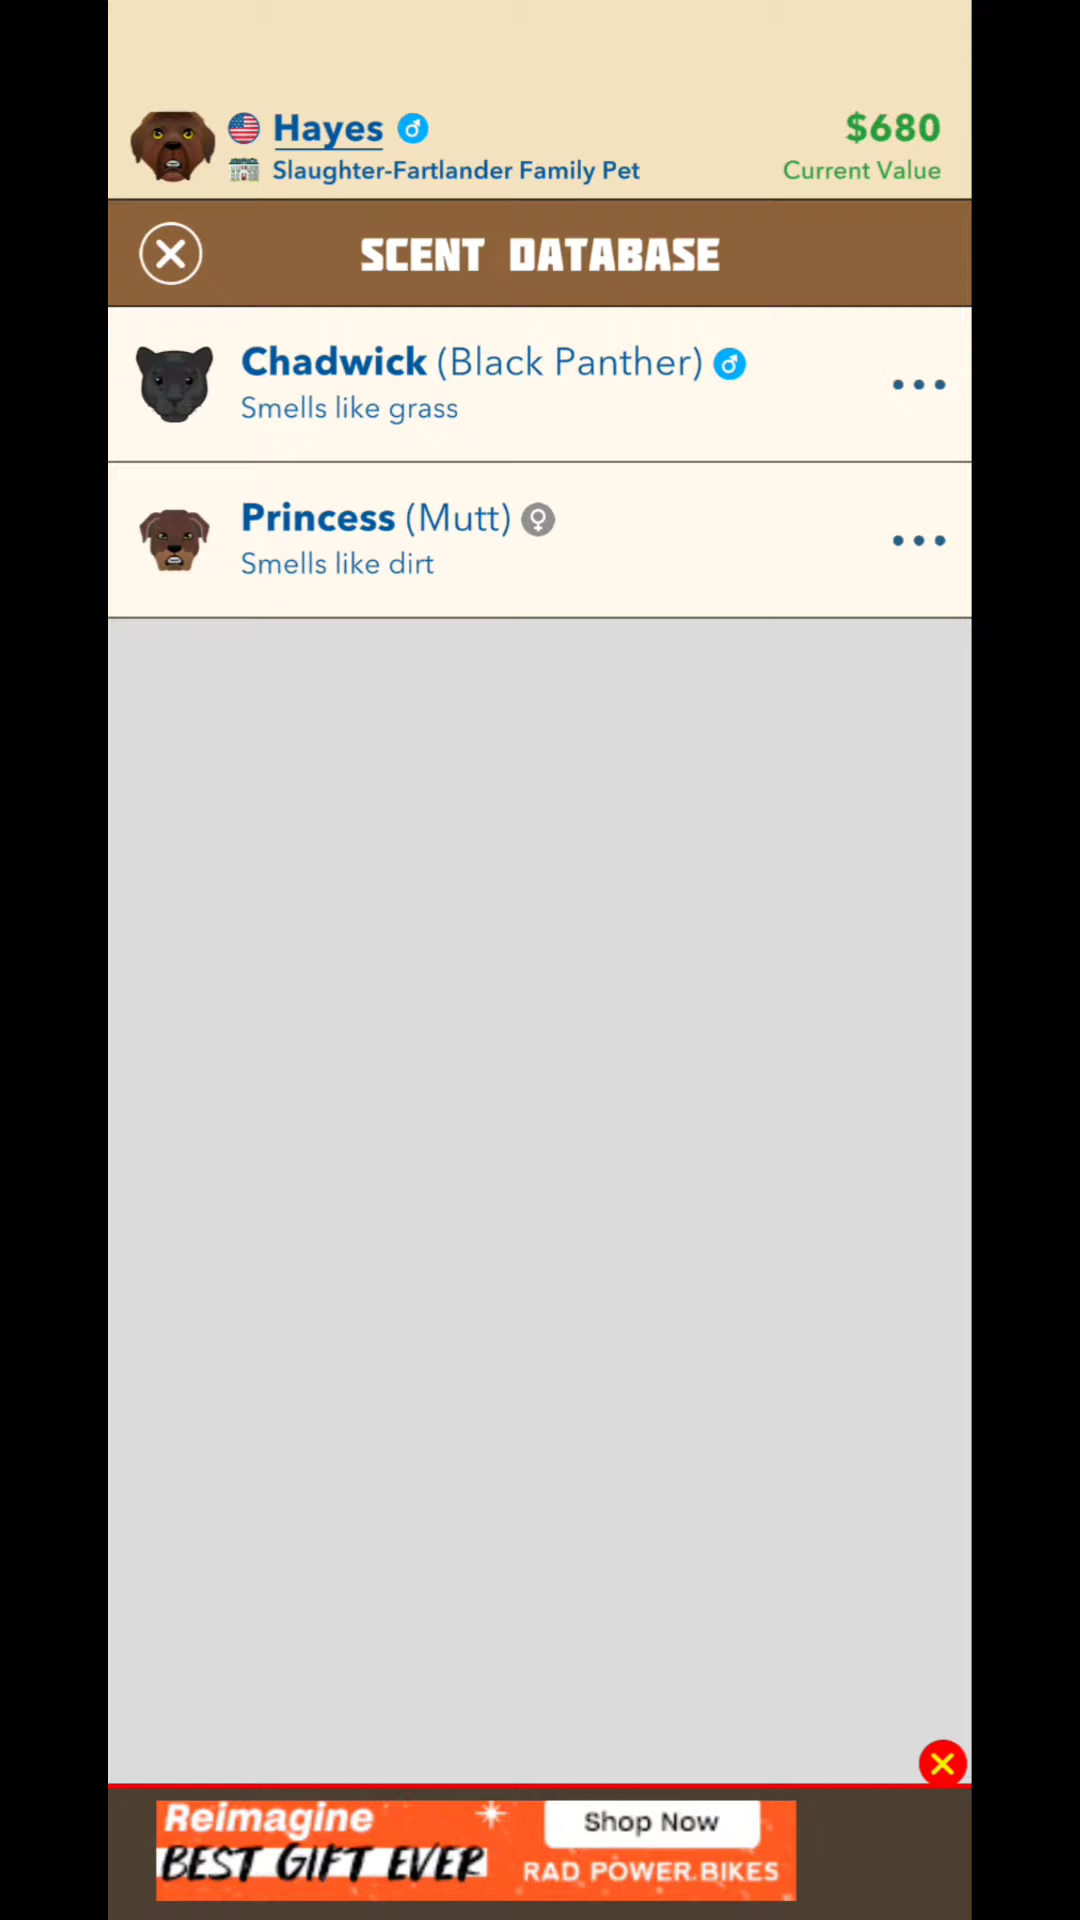 Hayes
$680
Slaughter-Fartlander Family Pet
Current Value
SCENT DATABASE
Chadwick (Black Panther)
Smells like grass
Princess (Mutt)
Smells like dirt
Reimagine
BEST GIFT EVER
Shop Now
RAD POWER BIKES